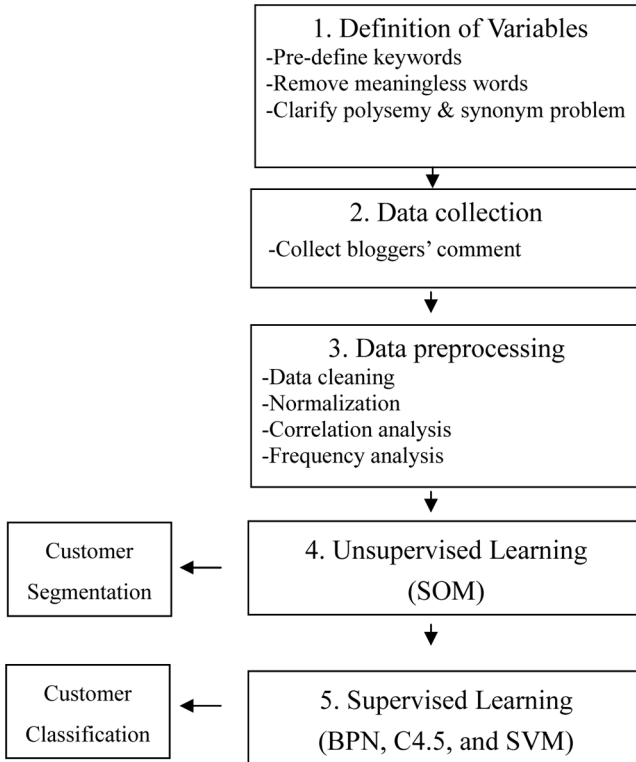 1. Definition of Variables
-Pre-define keywords
-Remove meaningless words
-Clarify polysemy & synonym problem
2. Data collection
-Collect bloggers’ comment
3. Data preprocessing
-Data cleaning
-Normalization
-Correlation analysis
-Frequency analysis
Customer
Segmentation
4. Unsupervised Learning
(SOM)
Customer
Classification
5. Supervised Learning
(BPN, C4.5, and SVM)